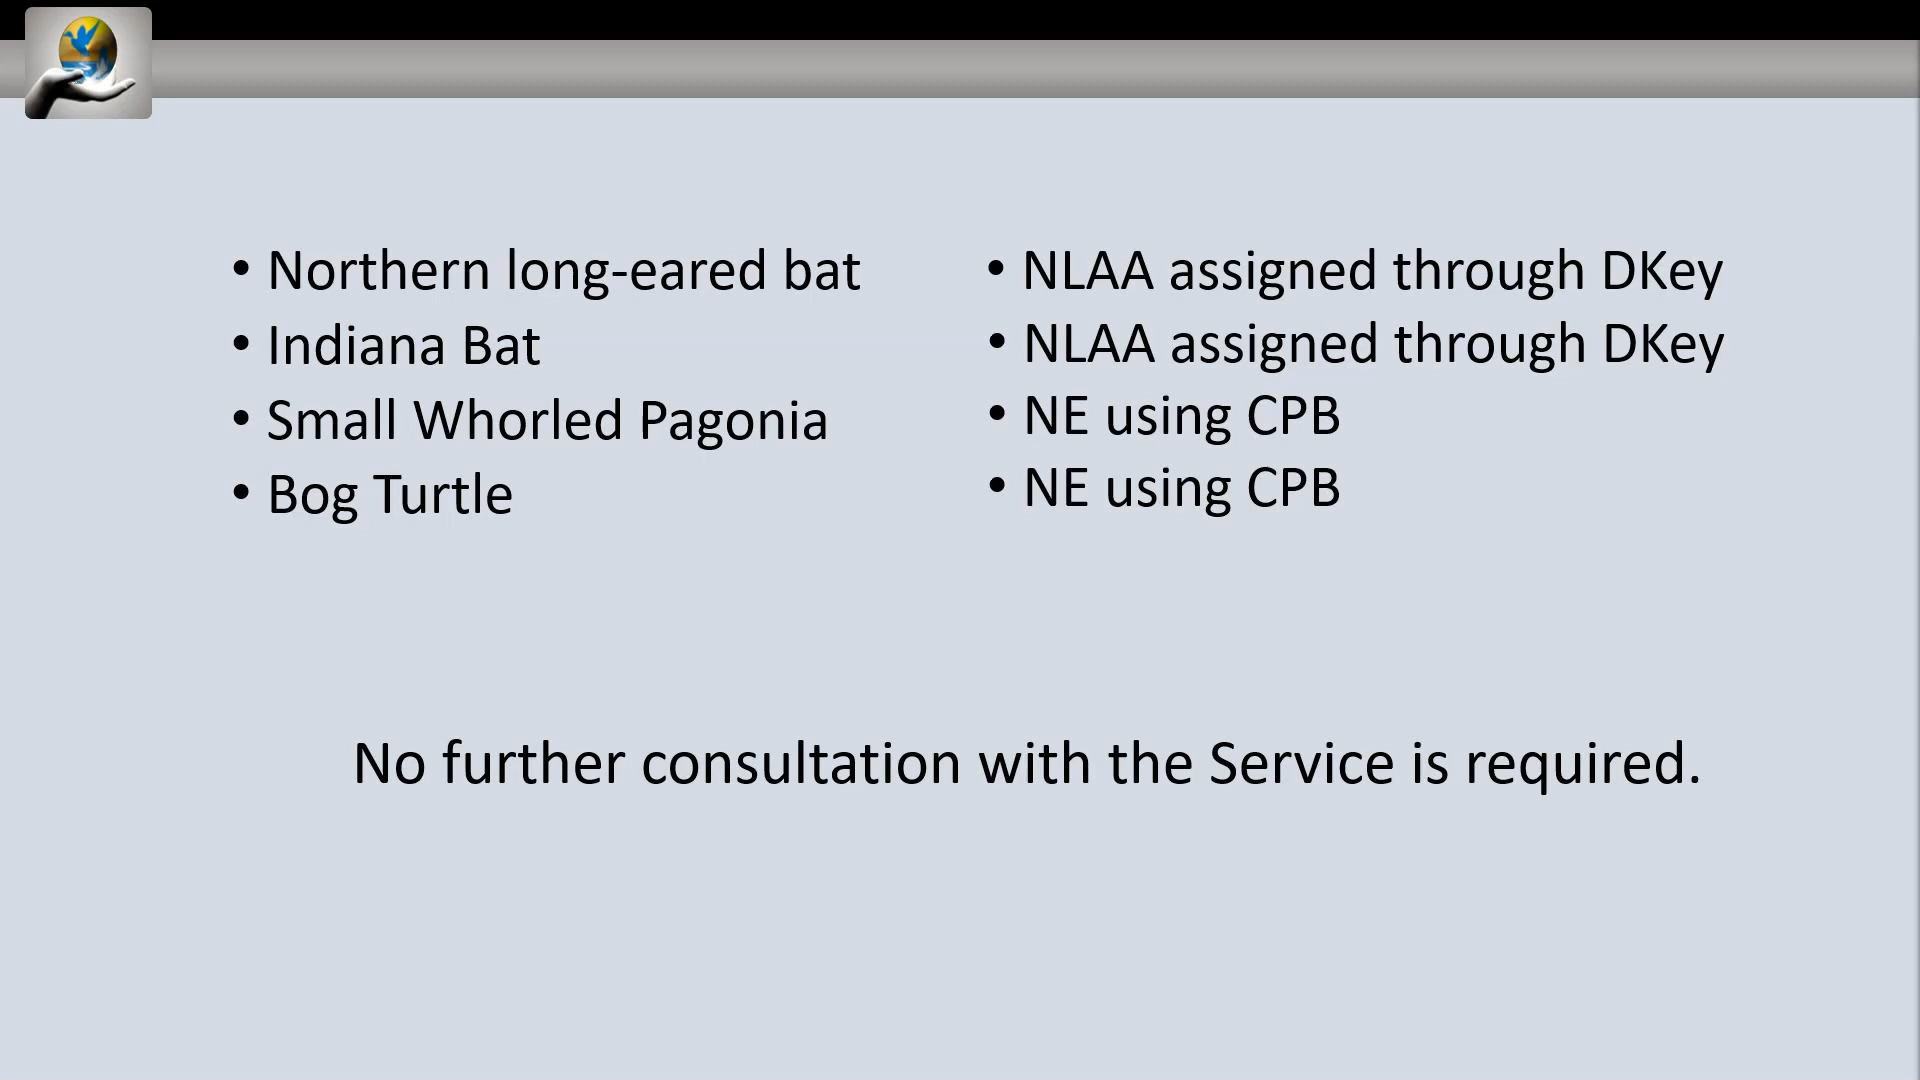 Northern long-eared bat
Indiana Bat
Small Whorled Pagonia
Bog Turtle
NLAA assigned through DKey
NLAA assigned through DKey
NE using CPB
NE using CPB
No further consultation with the Service is required.